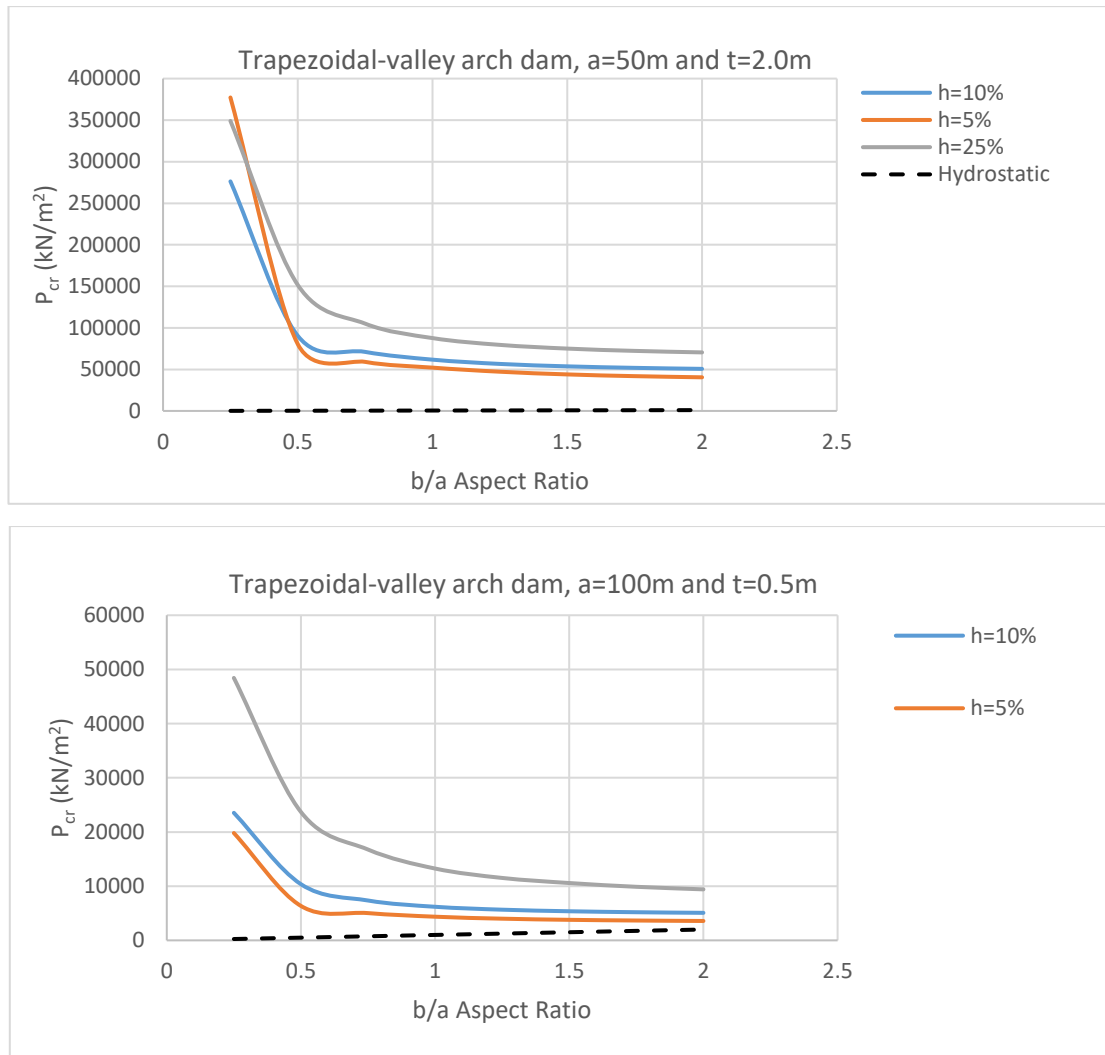 Trapezoidal-valley arch dam, a=50m and t=2.0m
400000
350000
300000
250000
200000
150000
100000
50000
0
P_cr (kN/m²)
0 0.5 1 1.5 2 2.5
b/a Aspect Ratio
h=10%
h=5%
h=25%
Hydrostatic
Trapezoidal-valley arch dam, a=100m and t=0.5m
60000
50000
40000
30000
20000
10000
0
P_cr (kN/m²)
0 0.5 1 1.5 2 2.5
b/a Aspect Ratio
h=10%
h=5%